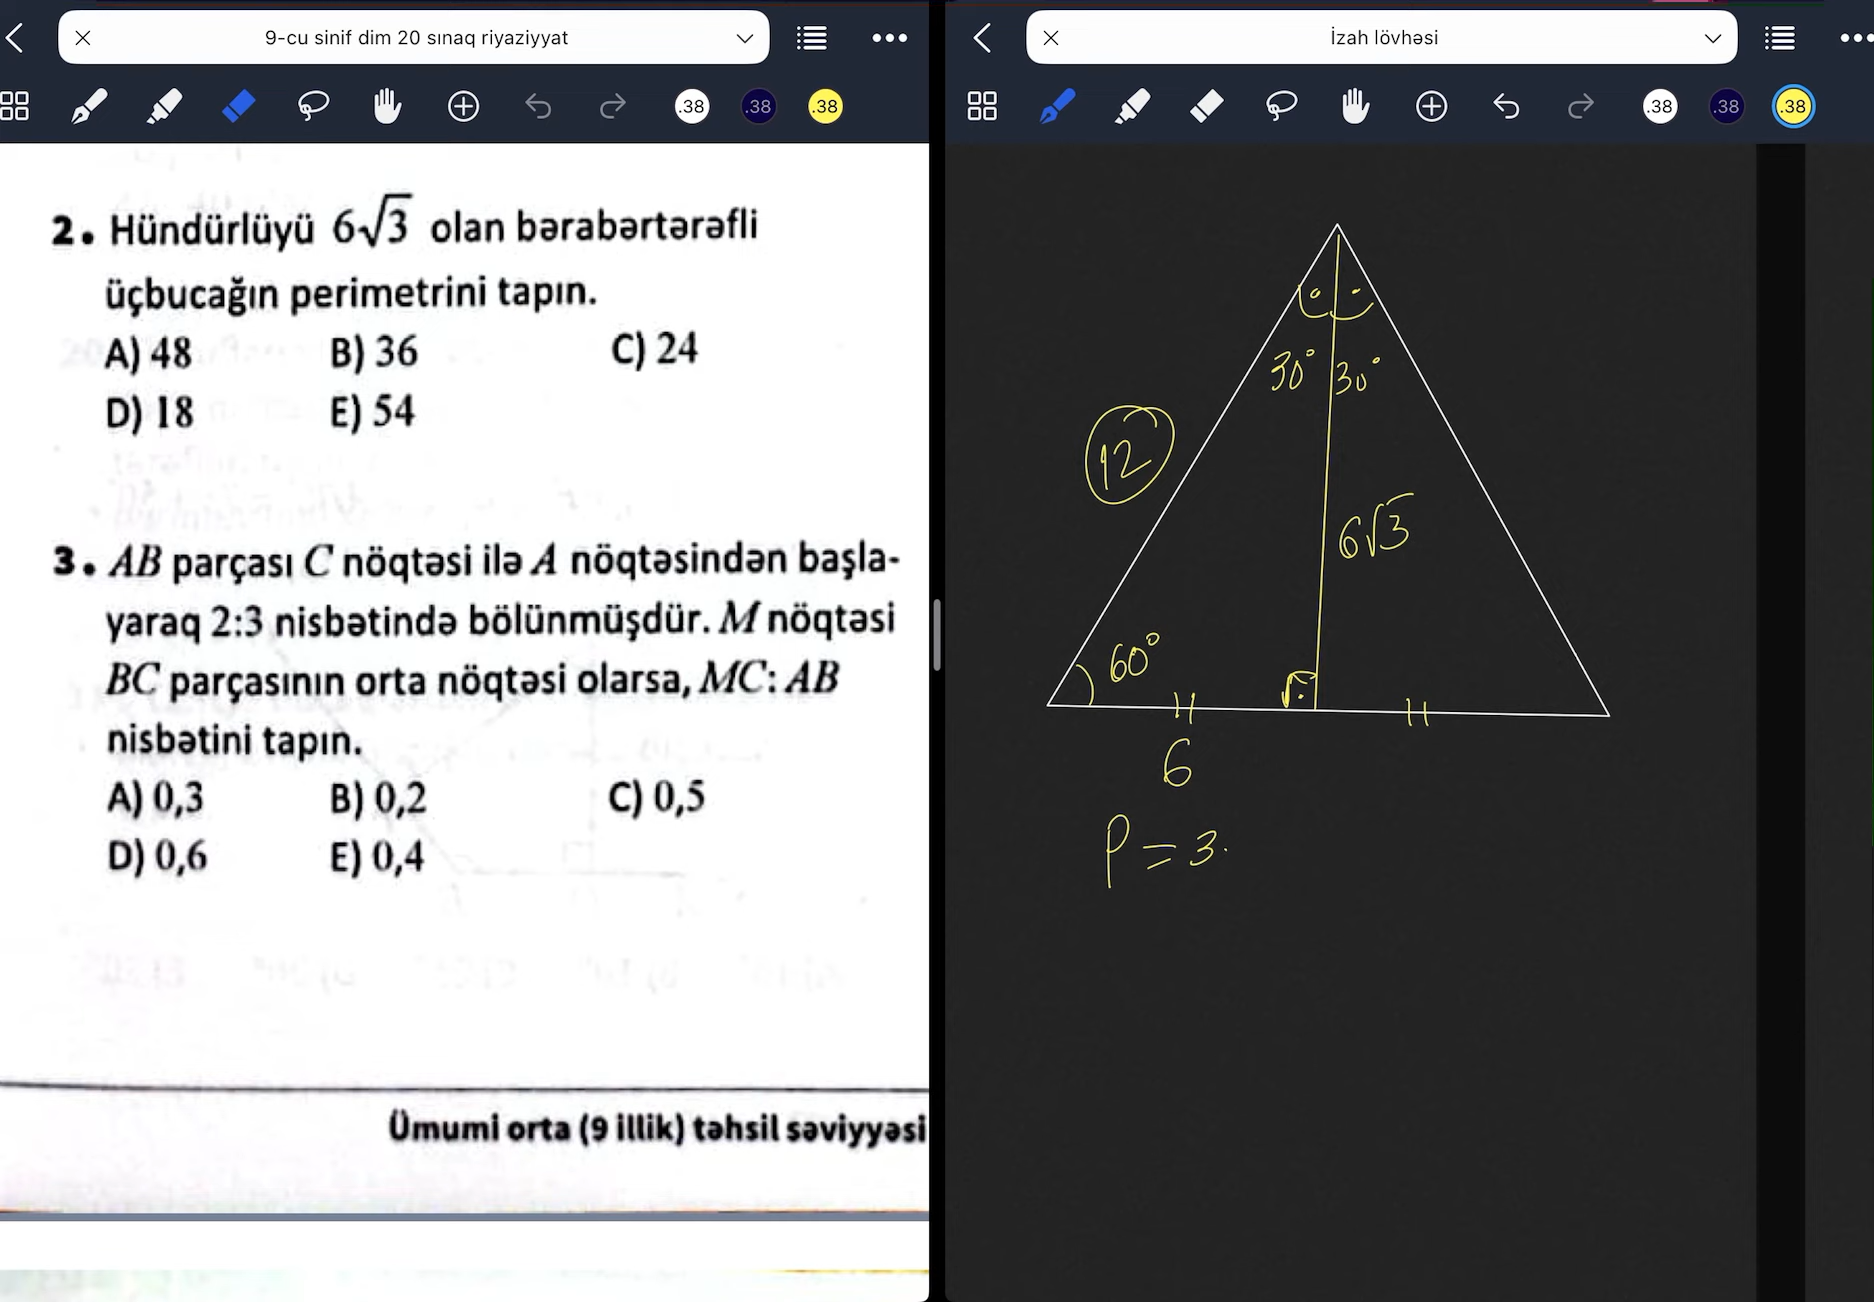 9-cu sinif dim 20 sınaq riyaziyyat
.38 .38 .38
2. Hündürlüyü 6√3 olan bərabərtərəfli
üçbucağın perimetrini tapın.
A) 48 B) 36 C) 24
D) 18 E) 54
3. AB parçası C nöqtəsi ilə A nöqtəsindən başla-
yaraq 2:3 nisbətində bölünmüşdür. M nöqtəsi
BC parçasının orta nöqtəsi olarsa, MC: AB
nisbətini tapın.
A) 0,3 B) 0,2 C) 0,5
D) 0,6 E) 0,4
Ümumi orta (9 illik) təhsil səviyyəsi
İzah lövhəsi
.38 .38 .38
30° 30°
12
6√3
60°
6
P = 3.